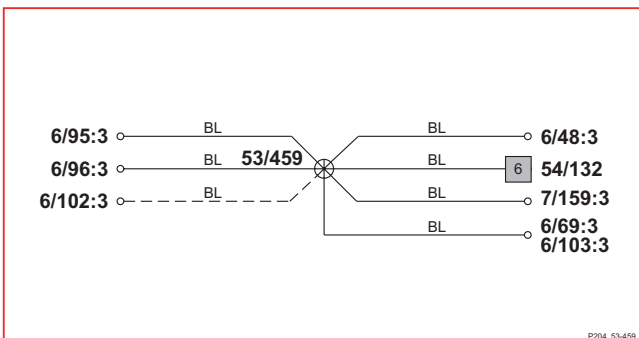 BL BL
6/95:3 6/48:3
BL 53/459 BL
6/96:3 6 54/132
BL BL
6/102:3 7/159:3
BL 6/69:3
6/103:3
P204_53-459